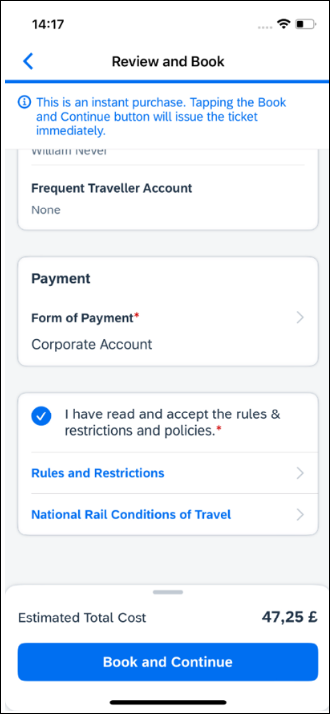 14:17
Review and Book
This is an instant purchase. Tapping the Book
and Continue button will issue the ticket
immediately.
William Never
Frequent Traveller Account
None
Payment
Form of Payment*
Corporate Account
I have read and accept the rules &
restrictions and policies.*
Rules and Restrictions
National Rail Conditions of Travel
Estimated Total Cost 47,25 £
Book and Continue